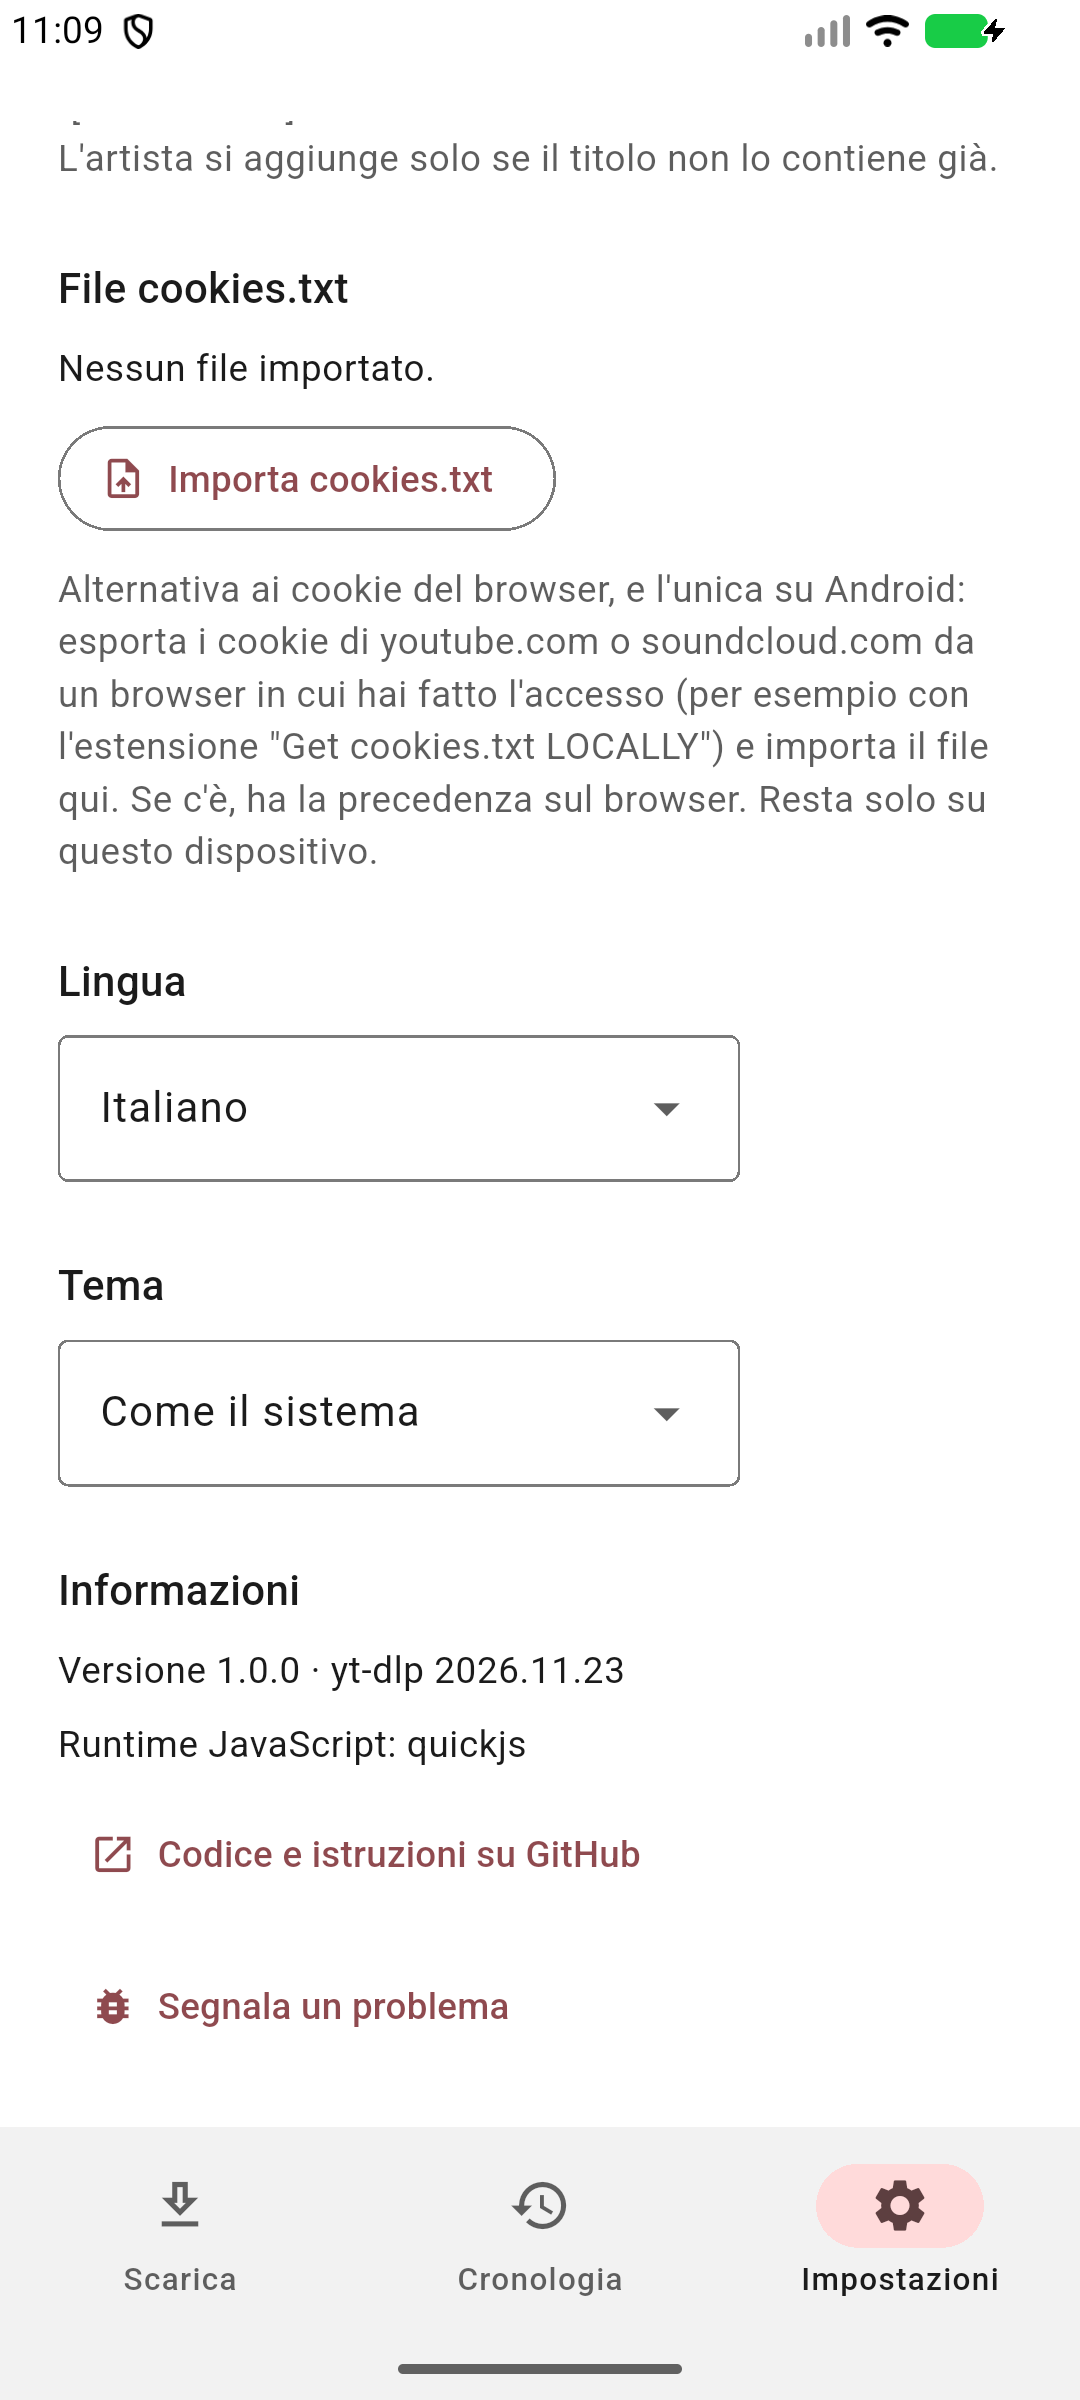 11:09
L'artista si aggiunge solo se il titolo non lo contiene già.
File cookies.txt
Nessun file importato.
Importa cookies.txt
Alternativa ai cookie del browser, e l'unica su Android:
esporta i cookie di youtube.com o soundcloud.com da
un browser in cui hai fatto l'accesso (per esempio con
l'estensione "Get cookies.txt LOCALLY") e importa il file
qui. Se c'è, ha la precedenza sul browser. Resta solo su
questo dispositivo.
Lingua
Italiano
Tema
Come il sistema
Informazioni
Versione 1.0.0 · yt-dlp 2026.11.23
Runtime JavaScript: quickjs
Codice e istruzioni su GitHub
Segnala un problema
Scarica
Cronologia
Impostazioni